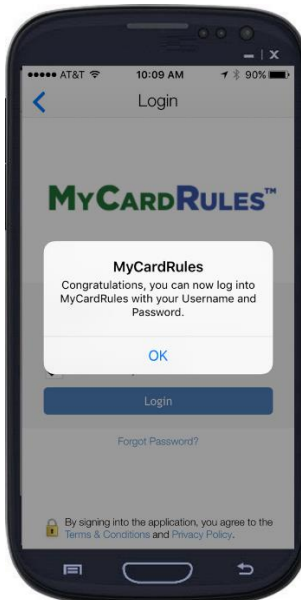 AT&T 10:09 AM 90%
Login
MYCARDRULES™
MyCardRules
Congratulations, you can now log into
MyCardRules with your Username and
Password.
OK
Login
Forgot Password?
By signing into the application, you agree to the
Terms & Conditions and Privacy Policy.